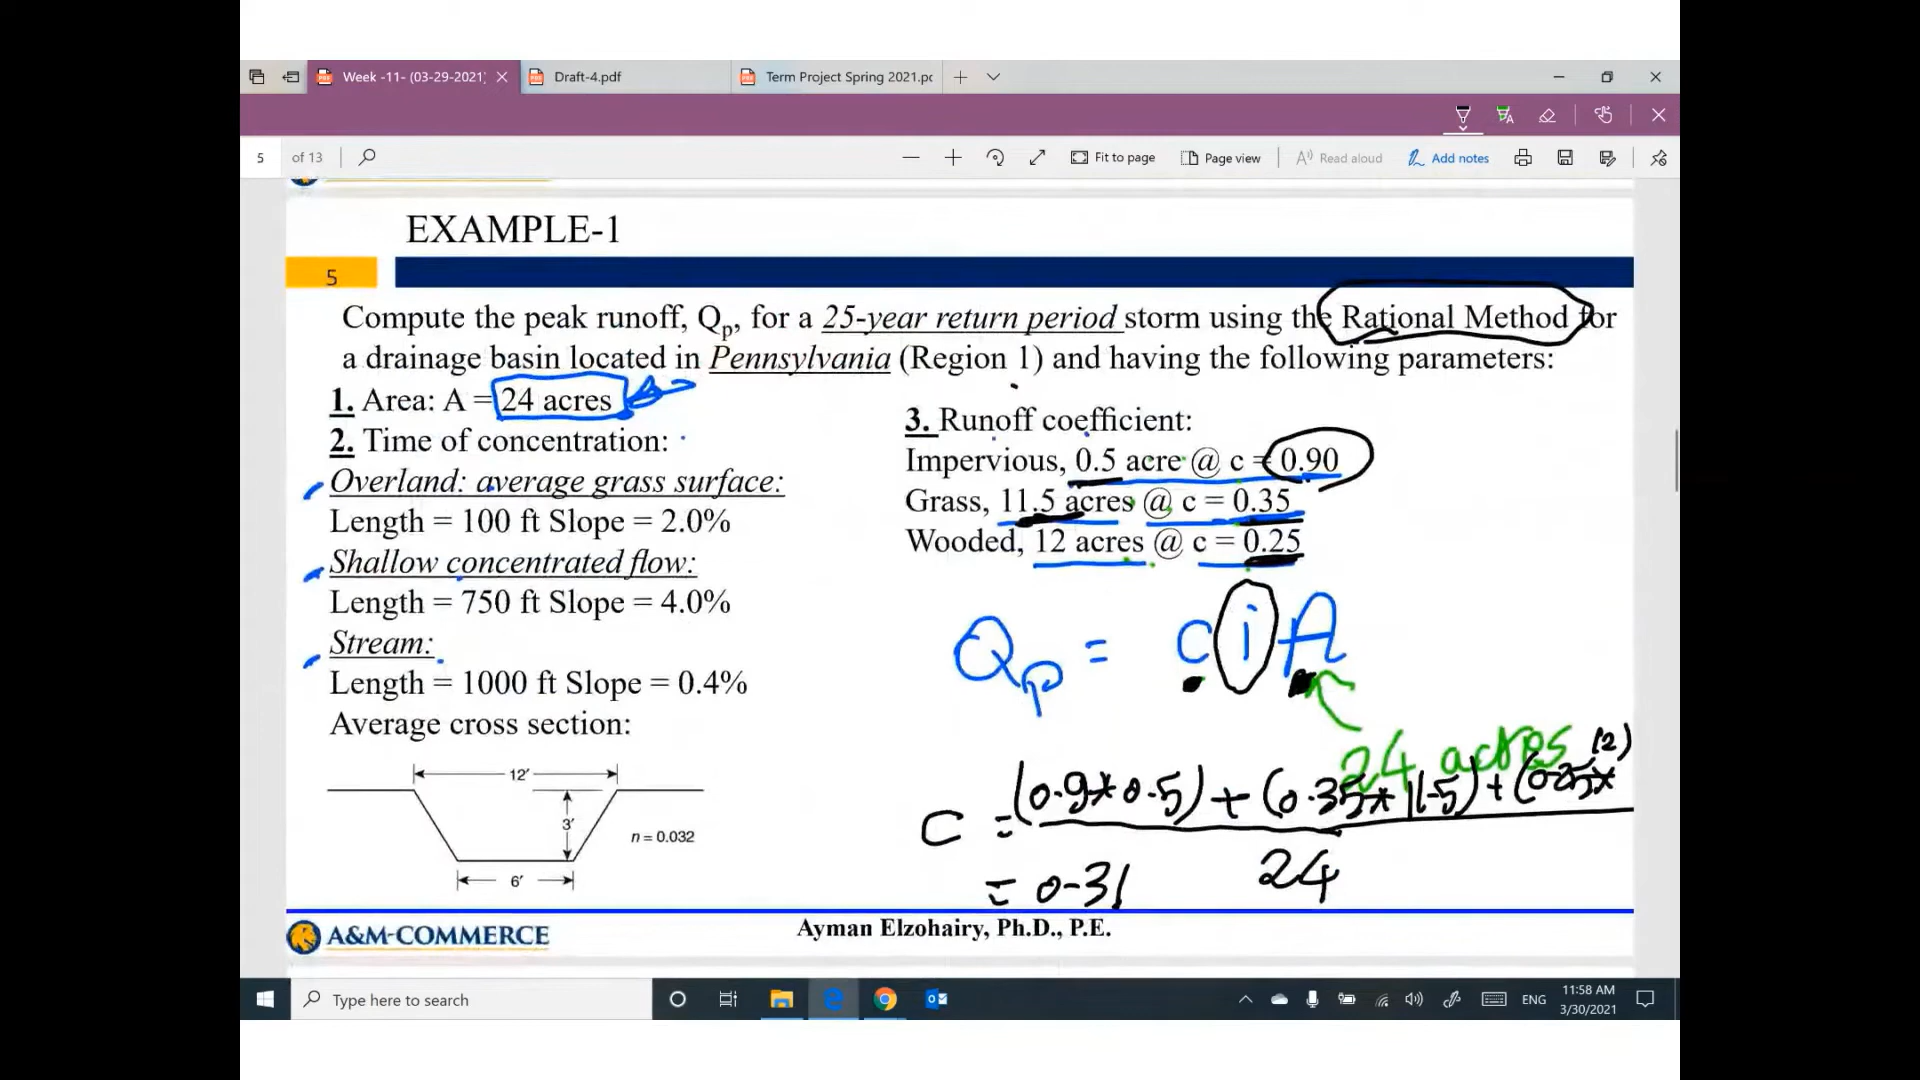 Week -11- (03-29-2021)
Draft-4.pdf
Term Project Spring 2021.pc
5 of 13
Fit to page
Page view
Read aloud
Add notes
EXAMPLE-1
5
Compute the peak runoff, Qp, for a 25-year return period storm using the Rational Method for
a drainage basin located in Pennsylvania (Region 1) and having the following parameters:
1. Area: A = 24 acres
2. Time of concentration:
Overland: average grass surface:
Length = 100 ft Slope = 2.0%
Shallow concentrated flow:
Length = 750 ft Slope = 4.0%
Stream:
Length = 1000 ft Slope = 0.4%
Average cross section:
12'
3'
n = 0.032
6'
3. Runoff coefficient:
Impervious, 0.5 acre @ c = 0.90
Grass, 11.5 acres @ c = 0.35
Wooded, 12 acres @ c = 0.25
Qp = C i A
24 acres
C = (0.9*0.5) + (0.35*11.5) + (0.25*12)
24
= 0.31
A&M-COMMERCE
Ayman Elzohairy, Ph.D., P.E.
Type here to search
ENG
11:58 AM
3/30/2021